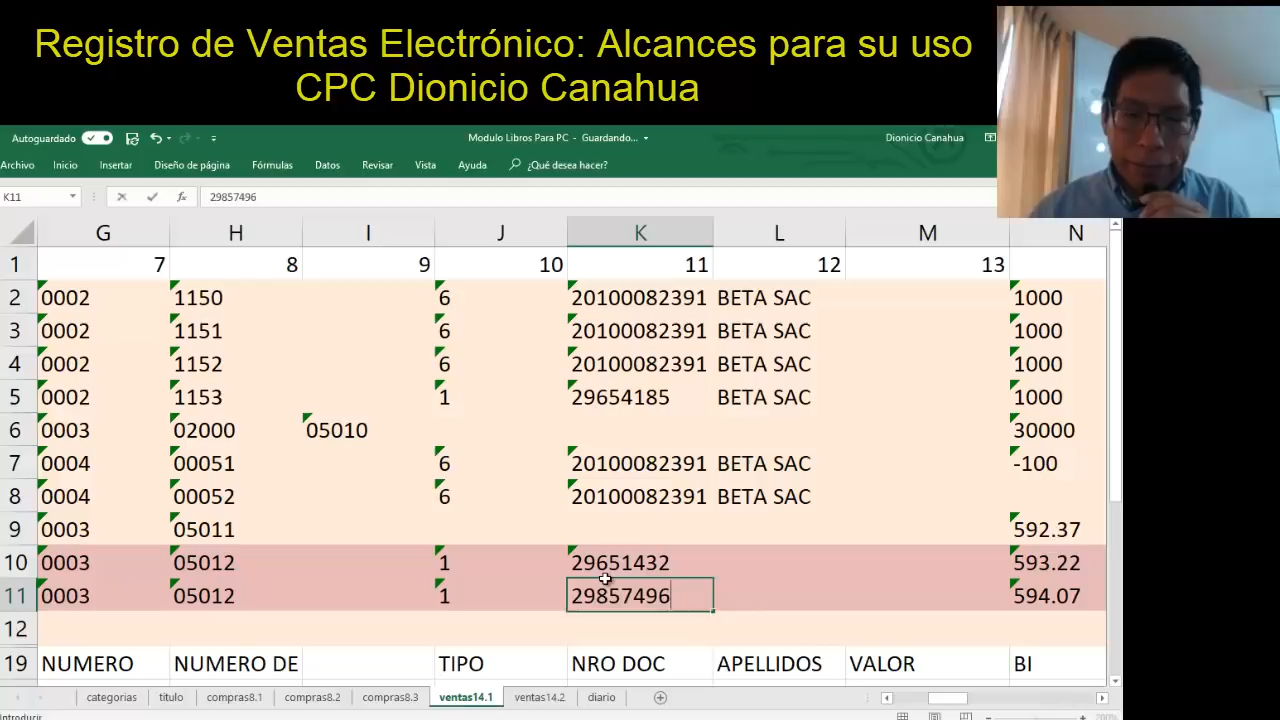 Registro de Ventas Electrónico: Alcances para su uso
CPC Dionicio Canahua
Autoguardado
Modulo Libros Para PC - Guardando...
Dionicio Canahua
Archivo Inicio Insertar Diseño de página Fórmulas Datos Revisar Vista Ayuda ¿Qué desea hacer?
K11 fx 29857496
G H I J K L M N
1 7 8 9 10 11 12 13
2 0002 1150 6 20100082391 BETA SAC 1000
3 0002 1151 6 20100082391 BETA SAC 1000
4 0002 1152 6 20100082391 BETA SAC 1000
5 0002 1153 1 29654185 BETA SAC 1000
6 0003 02000 05010 30000
7 0004 00051 6 20100082391 BETA SAC -100
8 0004 00052 6 20100082391 BETA SAC
9 0003 05011 592.37
10 0003 05012 1 29651432 593.22
11 0003 05012 1 29857496 594.07
12
19 NUMERO NUMERO DE TIPO NRO DOC APELLIDOS VALOR BI
categorias titulo compras8.1 compras8.2 compras8.3 ventas14.1 ventas14.2 diario
Introducir